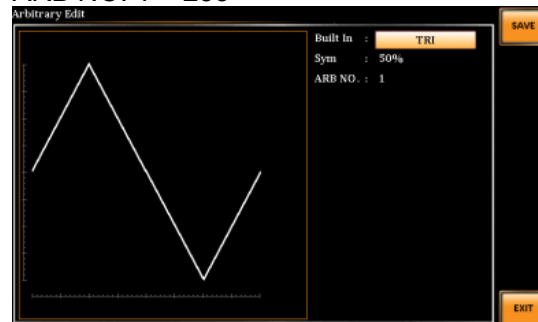 Arbitrary Edit
SAVE
Built In : TRI
Sym : 50%
ARB NO. : 1
EXIT